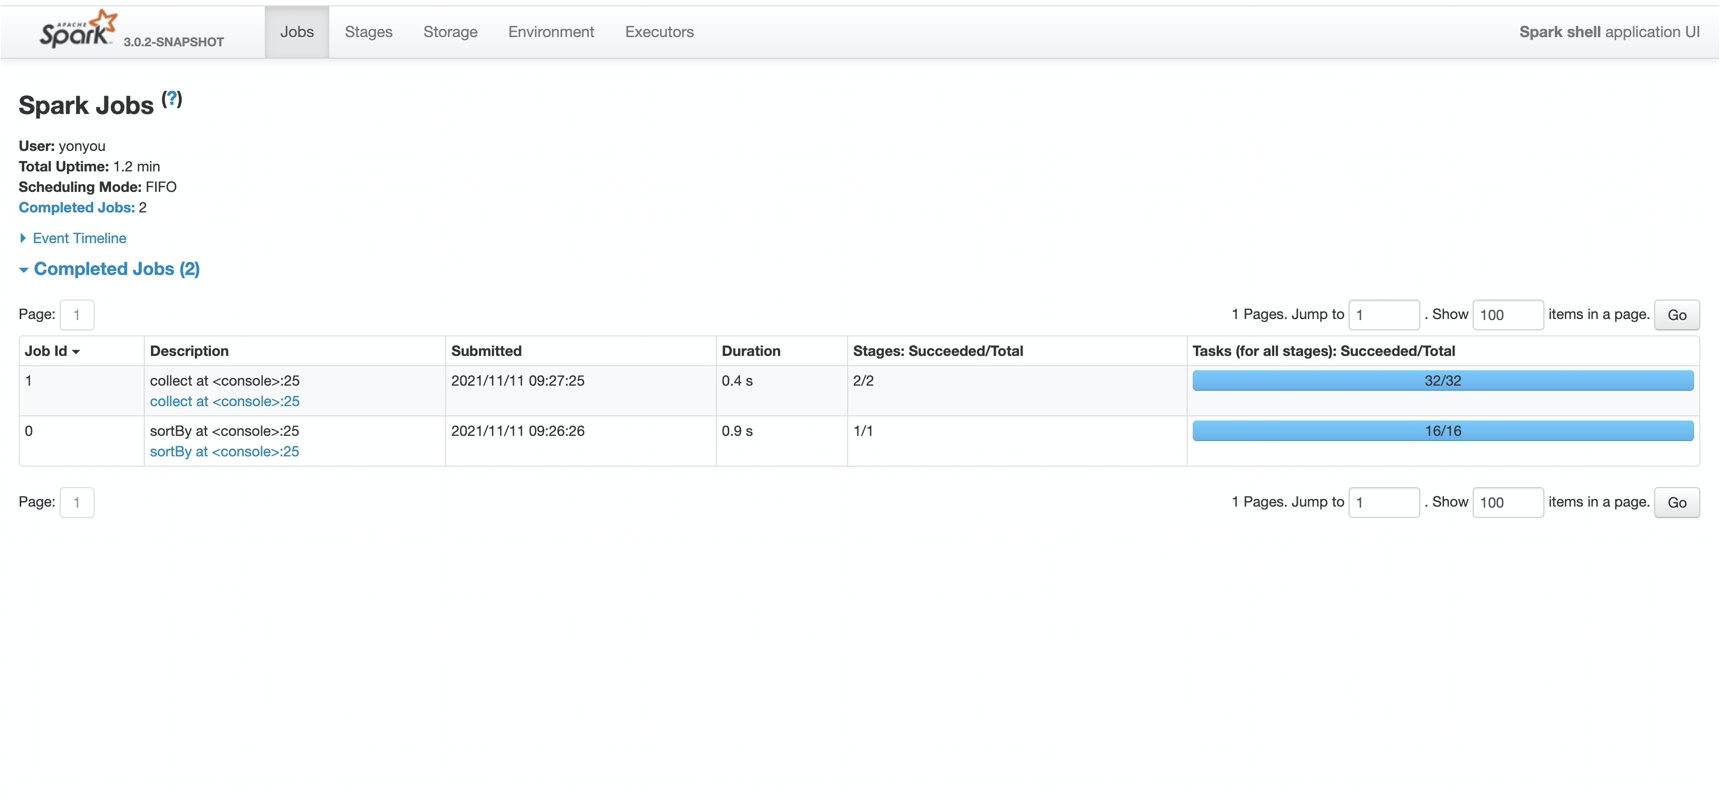 APACHE Spark 3.0.2-SNAPSHOT Jobs Stages Storage Environment Executors Spark shell application UI
Spark Jobs (?)
User: yonyou
Total Uptime: 1.2 min
Scheduling Mode: FIFO
Completed Jobs: 2
Event Timeline
Completed Jobs (2)
Page: 1 1 Pages. Jump to 1 . Show 100 items in a page. Go
Job Id Description Submitted Duration Stages: Succeeded/Total Tasks (for all stages): Succeeded/Total
1 collect at <console>:25 2021/11/11 09:27:25 0.4 s 2/2 32/32
collect at <console>:25
0 sortBy at <console>:25 2021/11/11 09:26:26 0.9 s 1/1 16/16
sortBy at <console>:25
Page: 1 1 Pages. Jump to 1 . Show 100 items in a page. Go